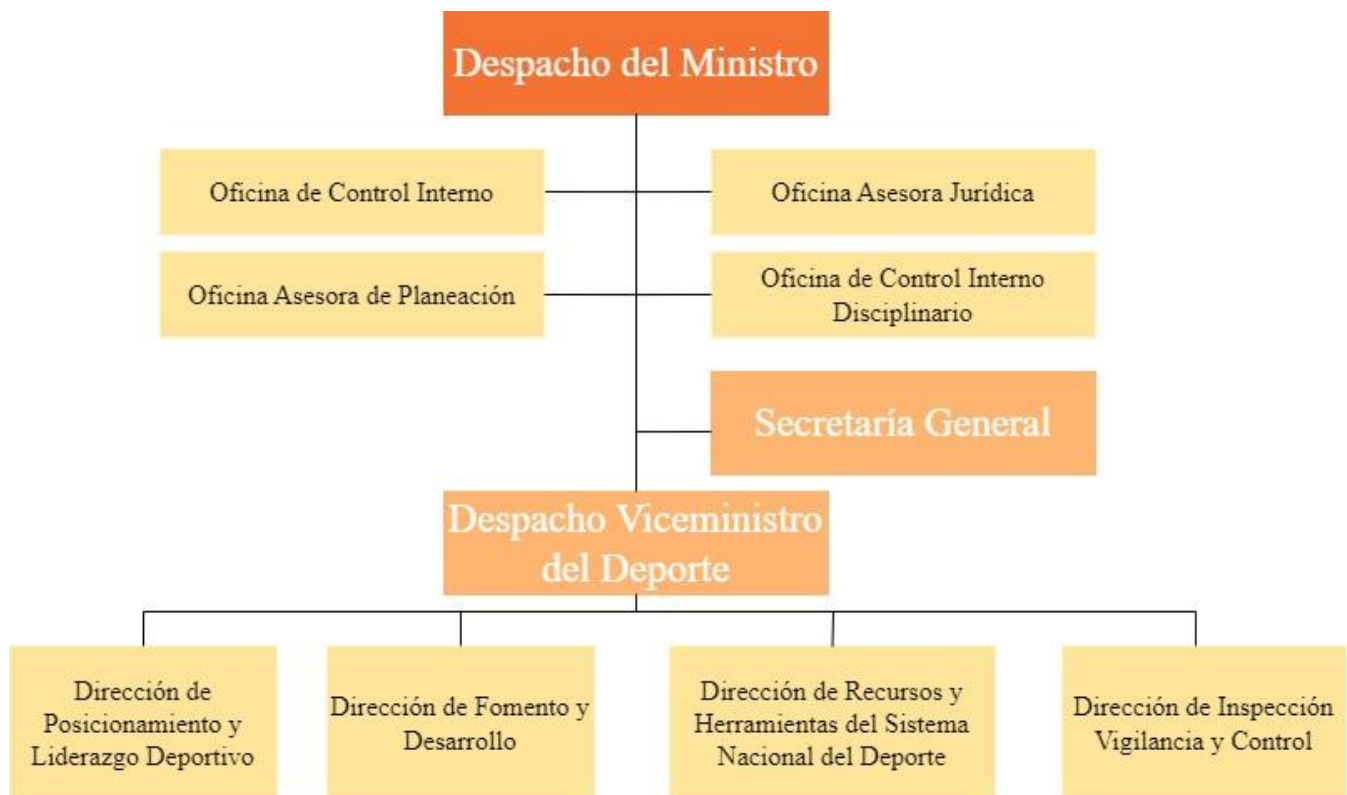 Despacho del Ministro
Oficina de Control Interno
Oficina Asesora Jurídica
Oficina Asesora de Planeación
Oficina de Control Interno
Disciplinario
Secretaría General
Despacho Viceministro
del Deporte
Dirección de
Posicionamiento y
Liderazgo Deportivo
Dirección de Fomento y
Desarrollo
Dirección de Recursos y
Herramientas del Sistema
Nacional del Deporte
Dirección de Inspección
Vigilancia y Control